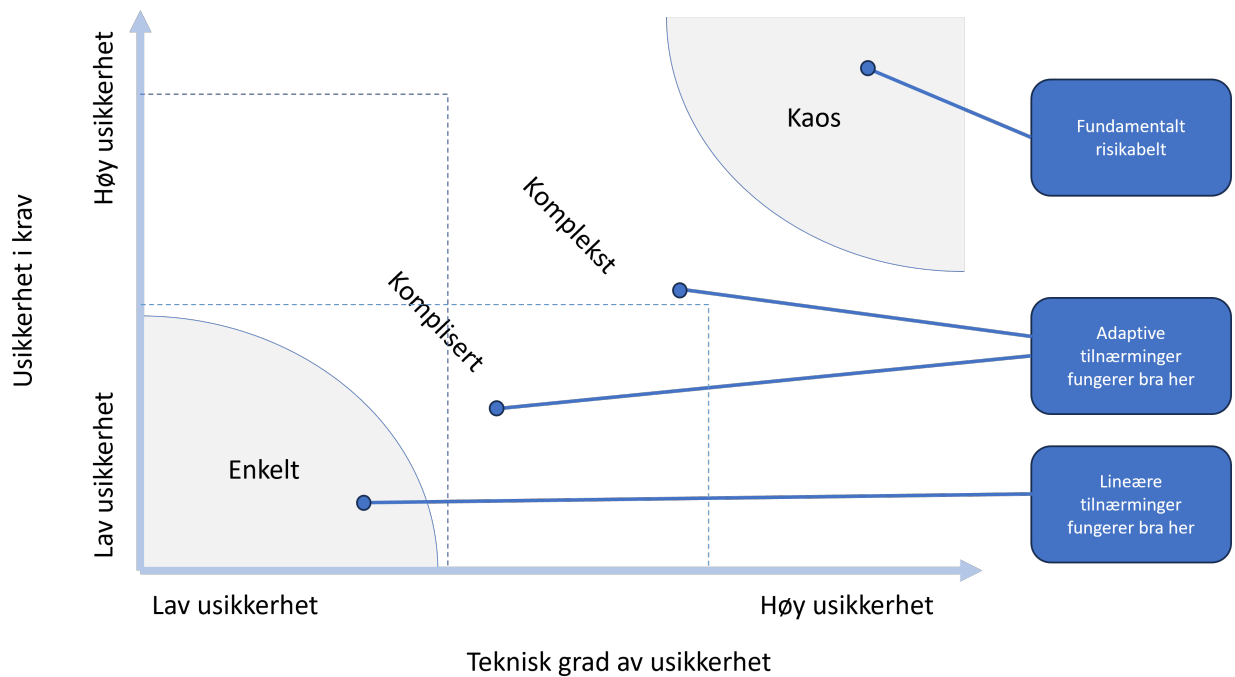 Usikkerhet i krav
Høy usikkerhet
Lav usikkerhet
Kaos
Komplekst
Komplisert
Enkelt
Fundamentalt
risikabelt
Adaptive
tilnærminger
fungerer bra her
Lineære
tilnærminger
fungerer bra her
Lav usikkerhet
Høy usikkerhet
Teknisk grad av usikkerhet